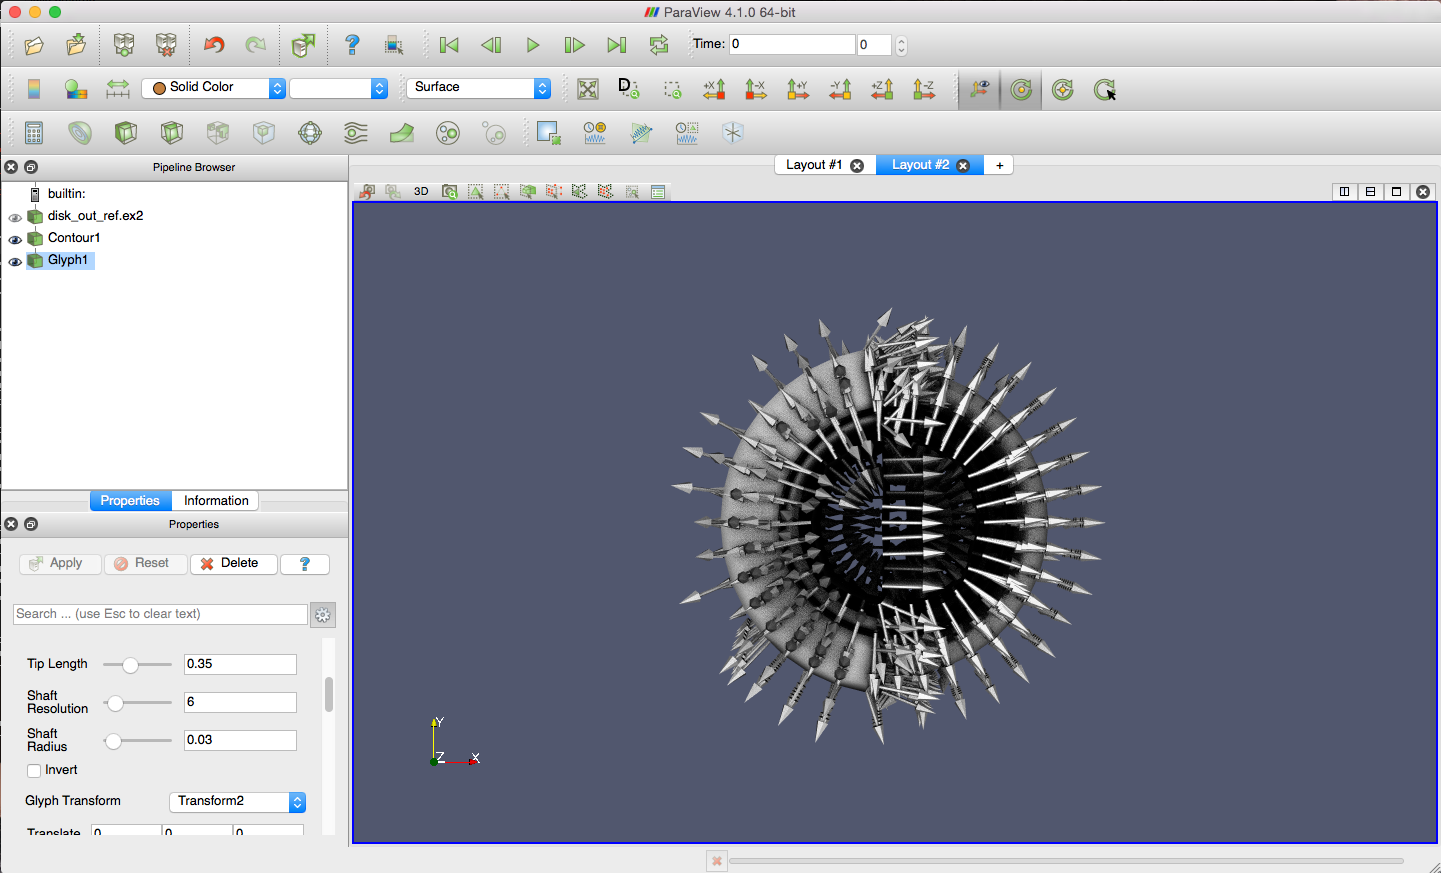 ParaView 4.1.0 64-bit
Time: 0 0
Solid Color Surface D +X -X +Y -Y +Z -Z
Pipeline Browser
Layout #1 Layout #2 +
builtin:
disk_out_ref.ex2
Contour1
Glyph1
3D
Properties Information
Properties
Apply Reset Delete ?
Search ... (use Esc to clear text)
Tip Length 0.35
Shaft
Resolution 6
Shaft
Radius 0.03
Invert
Glyph Transform Transform2
Translate 0 0 0
Y
Z X